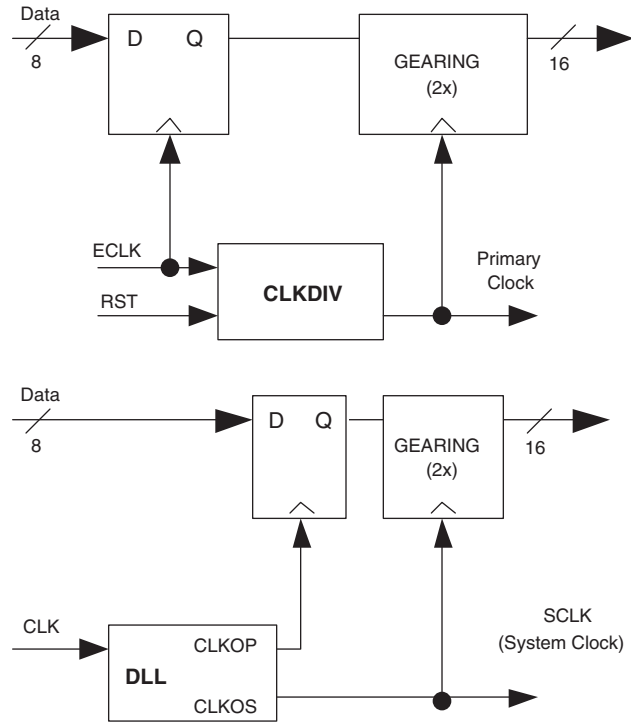 Data
8
D Q
GEARING
(2x)
16
ECLK
RST
CLKDIV
Primary
Clock
Data
8
D Q
GEARING
(2x)
16
CLK
DLL
CLKOP
CLKOS
SCLK
(System Clock)